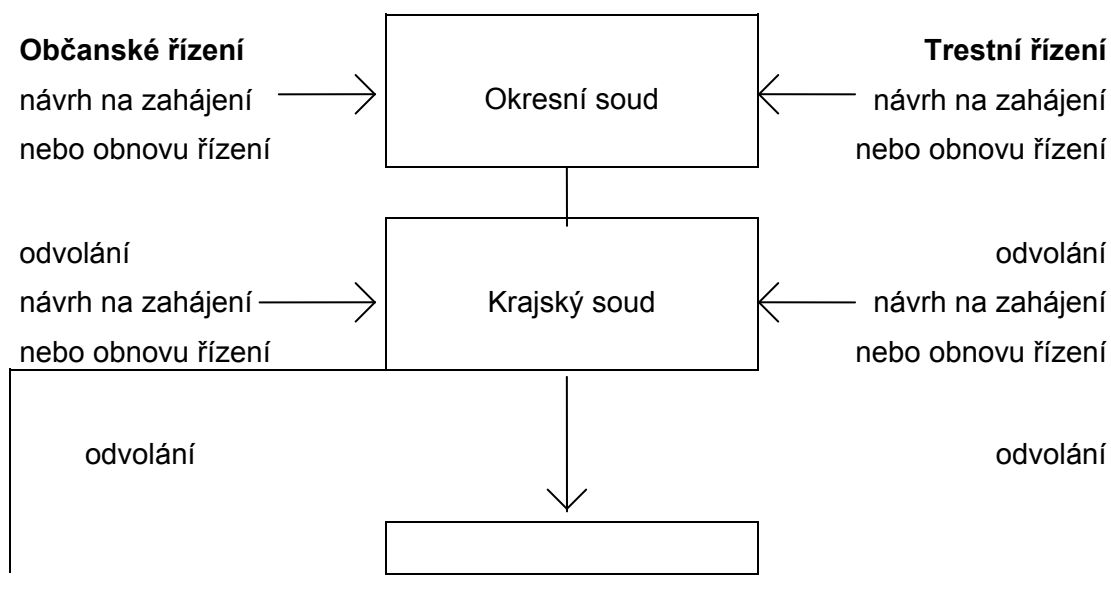 Občanské řízení
návrh na zahájení
nebo obnovu řízení
Okresní soud
Trestní řízení
návrh na zahájení
nebo obnovu řízení
odvolání
návrh na zahájení
nebo obnovu řízení
Krajský soud
odvolání
návrh na zahájení
nebo obnovu řízení
odvolání
odvolání